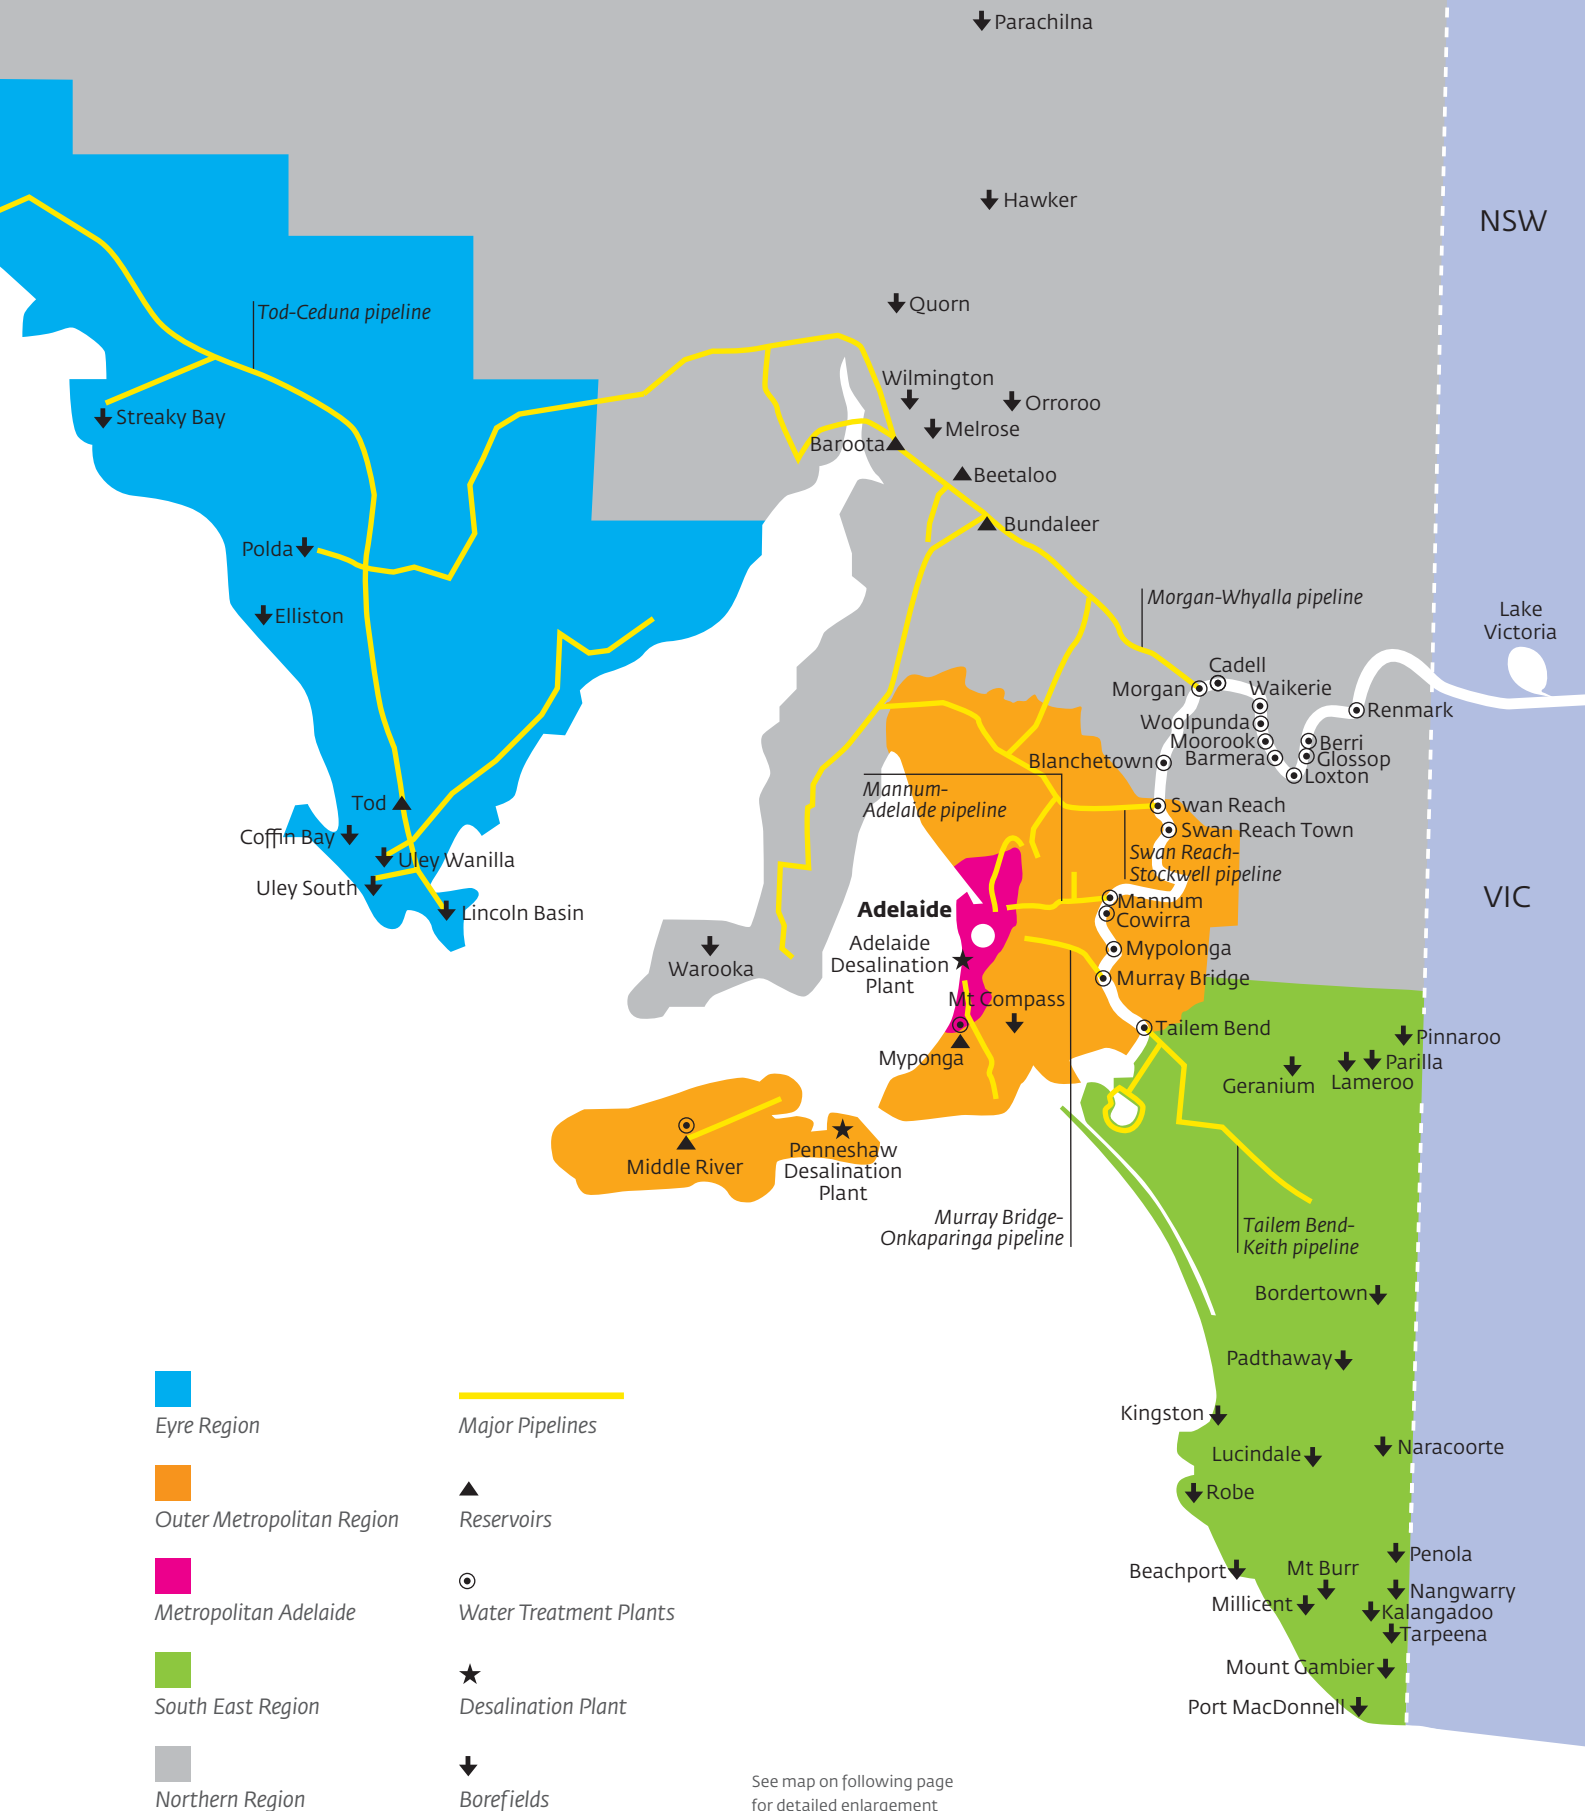 Parachilna
Hawker
NSW
Quorn
Tod-Ceduna pipeline
Wilmington
Orroroo
Streaky Bay
Melrose
Baroota
Beetaloo
Bundaleer
Polda
Morgan-Whyalla pipeline
Elliston
Lake
Victoria
Cadell
Morgan
Waikerie
Renmark
Woolpunda
Moorook
Berri
Barmera
Glossop
Blanchetown
Loxton
Mannum-
Adelaide pipeline
Tod
Swan Reach
Coffin Bay
Swan Reach Town
Uley Wanilla
Swan Reach-
Stockwell pipeline
Uley South
VIC
Mannum
Adelaide
Lincoln Basin
Cowirra
Adelaide
Desalination
Plant
Mypolonga
Warooka
Murray Bridge
Mt Compass
Tailem Bend
Pinnaroo
Myponga
Parilla
Geranium
Lameroo
Penneshaw
Desalination
Plant
Middle River
Murray Bridge-
Onkaparinga pipeline
Tailem Bend-
Keith pipeline
Bordertown
Padthaway
Kingston
Naracoorte
Lucindale
Robe
Penola
Beachport
Mt Burr
Nangwarry
Millicent
Kalangadoo
Tarpeena
Mount Gambier
Port MacDonnell
Eyre Region
Major Pipelines
Outer Metropolitan Region
Reservoirs
Metropolitan Adelaide
Water Treatment Plants
South East Region
Desalination Plant
Northern Region
Borefields
See map on following page
for detailed enlargement